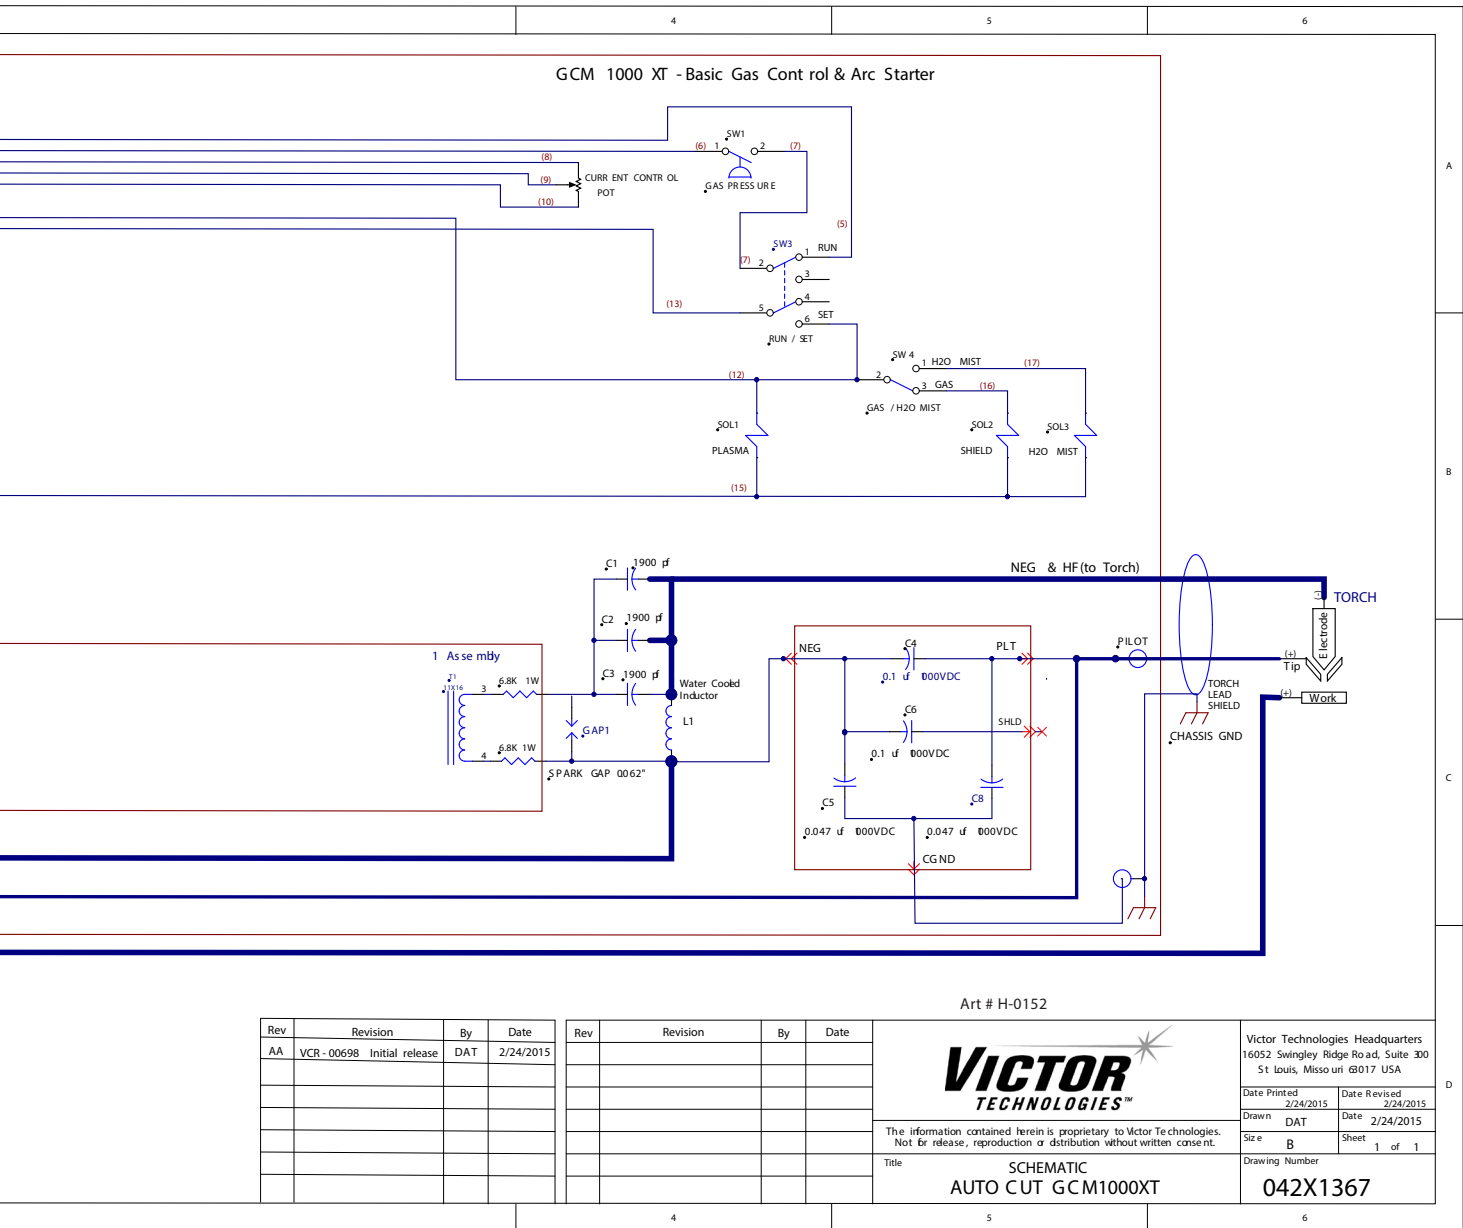 4
5
6
GCM 1000 XT - Basic Gas Control & Arc Starter
A
SW1
(6) 1 2 (7)
GAS PRESSURE
(8)
(9)
(10)
CURRENT CONTROL
POT
(5)
SW3
1 RUN
(7) 2
3
4
(13) 5
6 SET
RUN / SET
SW 4
1 H2O MIST (17)
(12) 2
3 GAS (16)
GAS / H2O MIST
SOL1
PLASMA
SOL2
SHIELD
SOL3
H2O MIST
B
(15)
C1 1900 pf
NEG & HF (to Torch)
(-) TORCH
C2 1900 pf
Electrode
1 Assembly
C3 1900 pf
T1
11X16
3 6.8K 1W
Water Cooled
Inductor
L1
GAP1
4 6.8K 1W
SPARK GAP 0.062"
NEG C4 PLT
0.1 uf 1000VDC
C6 SHLD
0.1 uf 1000VDC
C5
C8
0.047 uf 1000VDC 0.047 uf 1000VDC
CGND
PILOT
(+)
Tip
TORCH
LEAD
SHIELD
(+) Work
CHASSIS GND
1
C
Art # H-0152
Rev Revision By Date
AA VCR - 00698 Initial release DAT 2/24/2015
Rev Revision By Date
VICTOR
TECHNOLOGIES™
The information contained herein is proprietary to Victor Technologies.
Not for release, reproduction or distribution without written consent.
Title
SCHEMATIC
AUTO CUT GCM1000XT
Victor Technologies Headquarters
16052 Swingley Ridge Road, Suite 300
St Louis, Missouri 63017 USA
Date Printed 2/24/2015
Date Revised 2/24/2015
Drawn DAT
Date 2/24/2015
Size B
Sheet 1 of 1
Drawing Number
042X1367
D
4
5
6